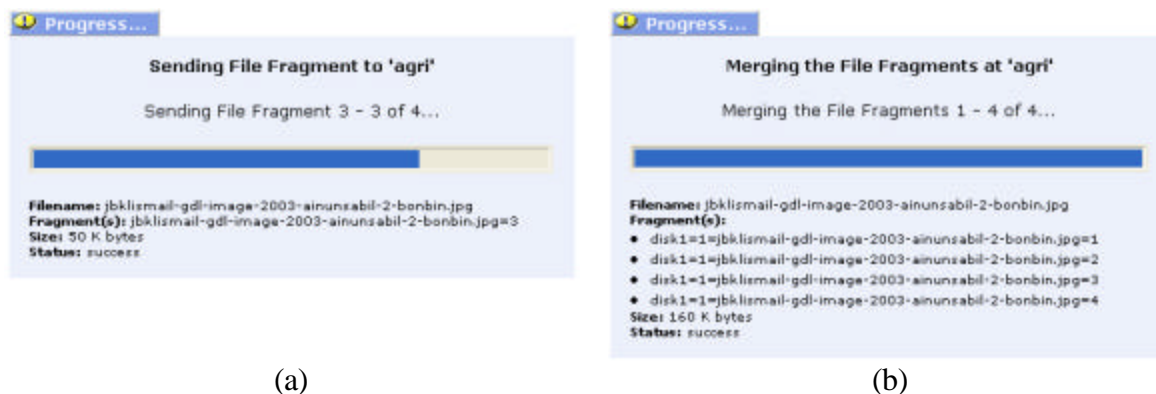 Progress...
Sending File Fragment to 'agri'
Sending File Fragment 3 - 3 of 4...
Filename: jbklismail-gdl-image-2003-ainunsabil-2-bonbin.jpg
Fragment(s): jbklismail-gdl-image-2003-ainunsabil-2-bonbin.jpg=3
Size: 50 K bytes
Status: success
(a)
Progress...
Merging the File Fragments at 'agri'
Merging the File Fragments 1 - 4 of 4...
Filename: jbklismail-gdl-image-2003-ainunsabil-2-bonbin.jpg
Fragment(s):
• disk1=1=jbklismail-gdl-image-2003-ainunsabil-2-bonbin.jpg=1
• disk1=1=jbklismail-gdl-image-2003-ainunsabil-2-bonbin.jpg=2
• disk1=1=jbklismail-gdl-image-2003-ainunsabil-2-bonbin.jpg=3
• disk1=1=jbklismail-gdl-image-2003-ainunsabil-2-bonbin.jpg=4
Size: 160 K bytes
Status: success
(b)